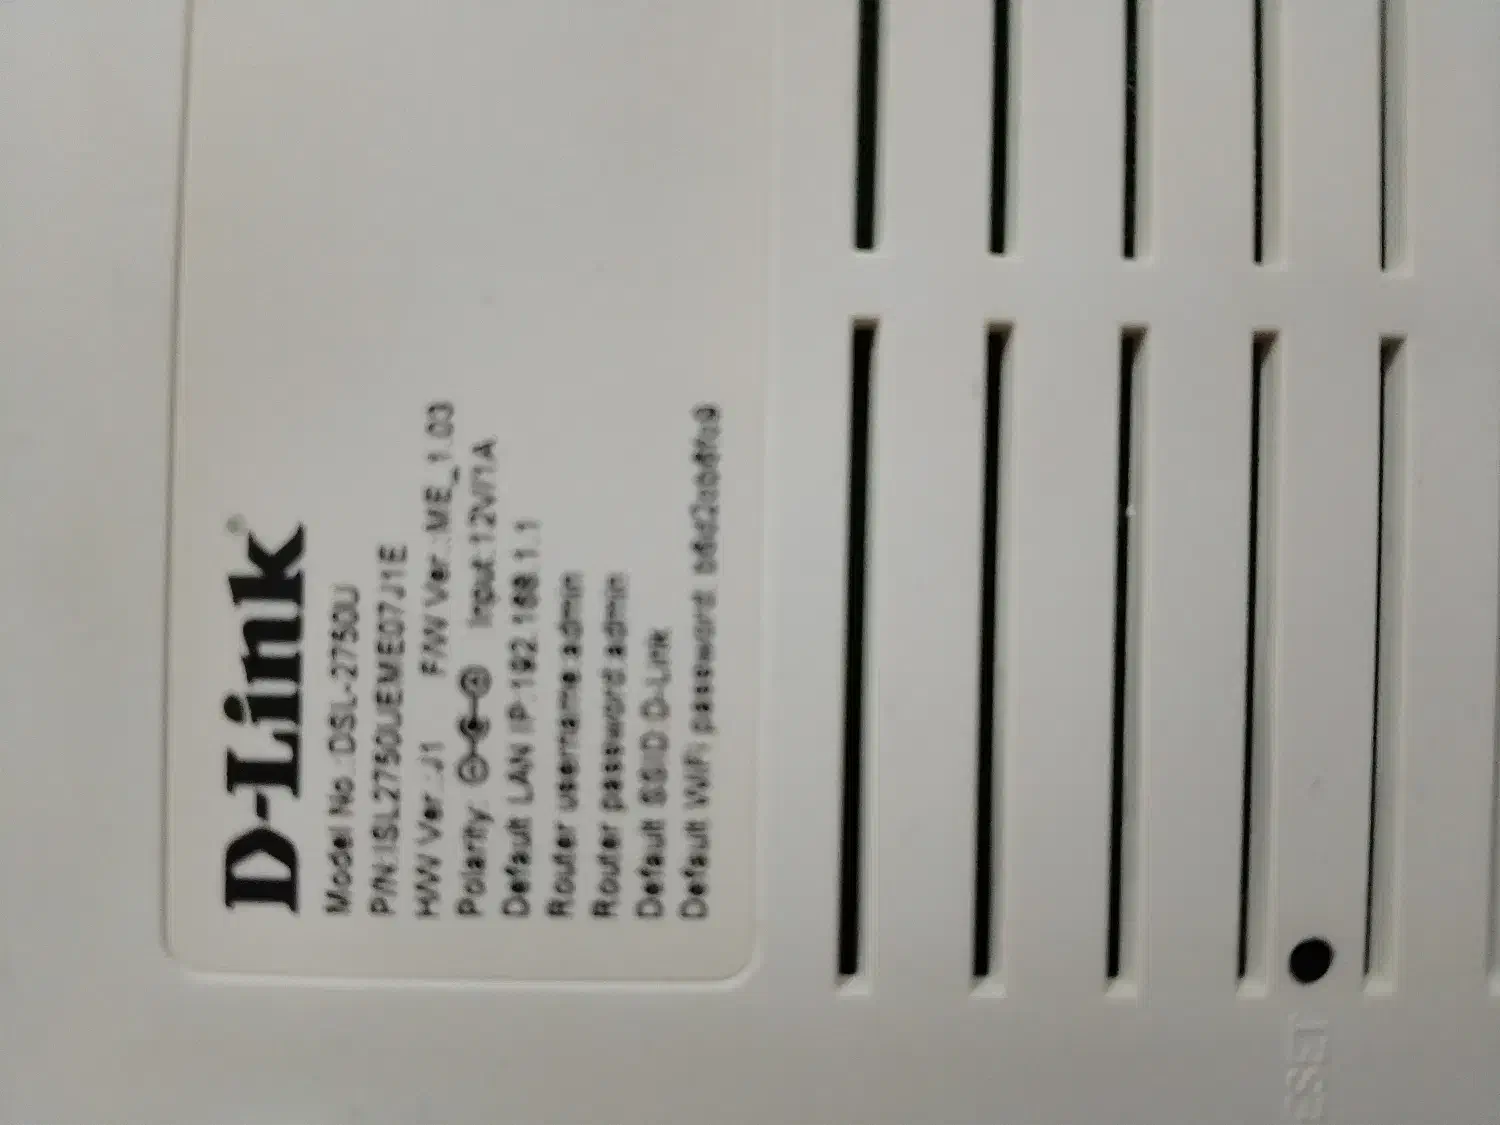 D-Link®
Model No.:DSL-2750U
P/N:ISL2750UEME07J1E
H/W Ver.:J1 F/W Ver.:ME_1.03
Polarity: Input:12V/1A
Default LAN IP:192.168.1.1
Router username:admin
Router password:admin
Default SSID:D-Link
Default WiFi password:
ESET